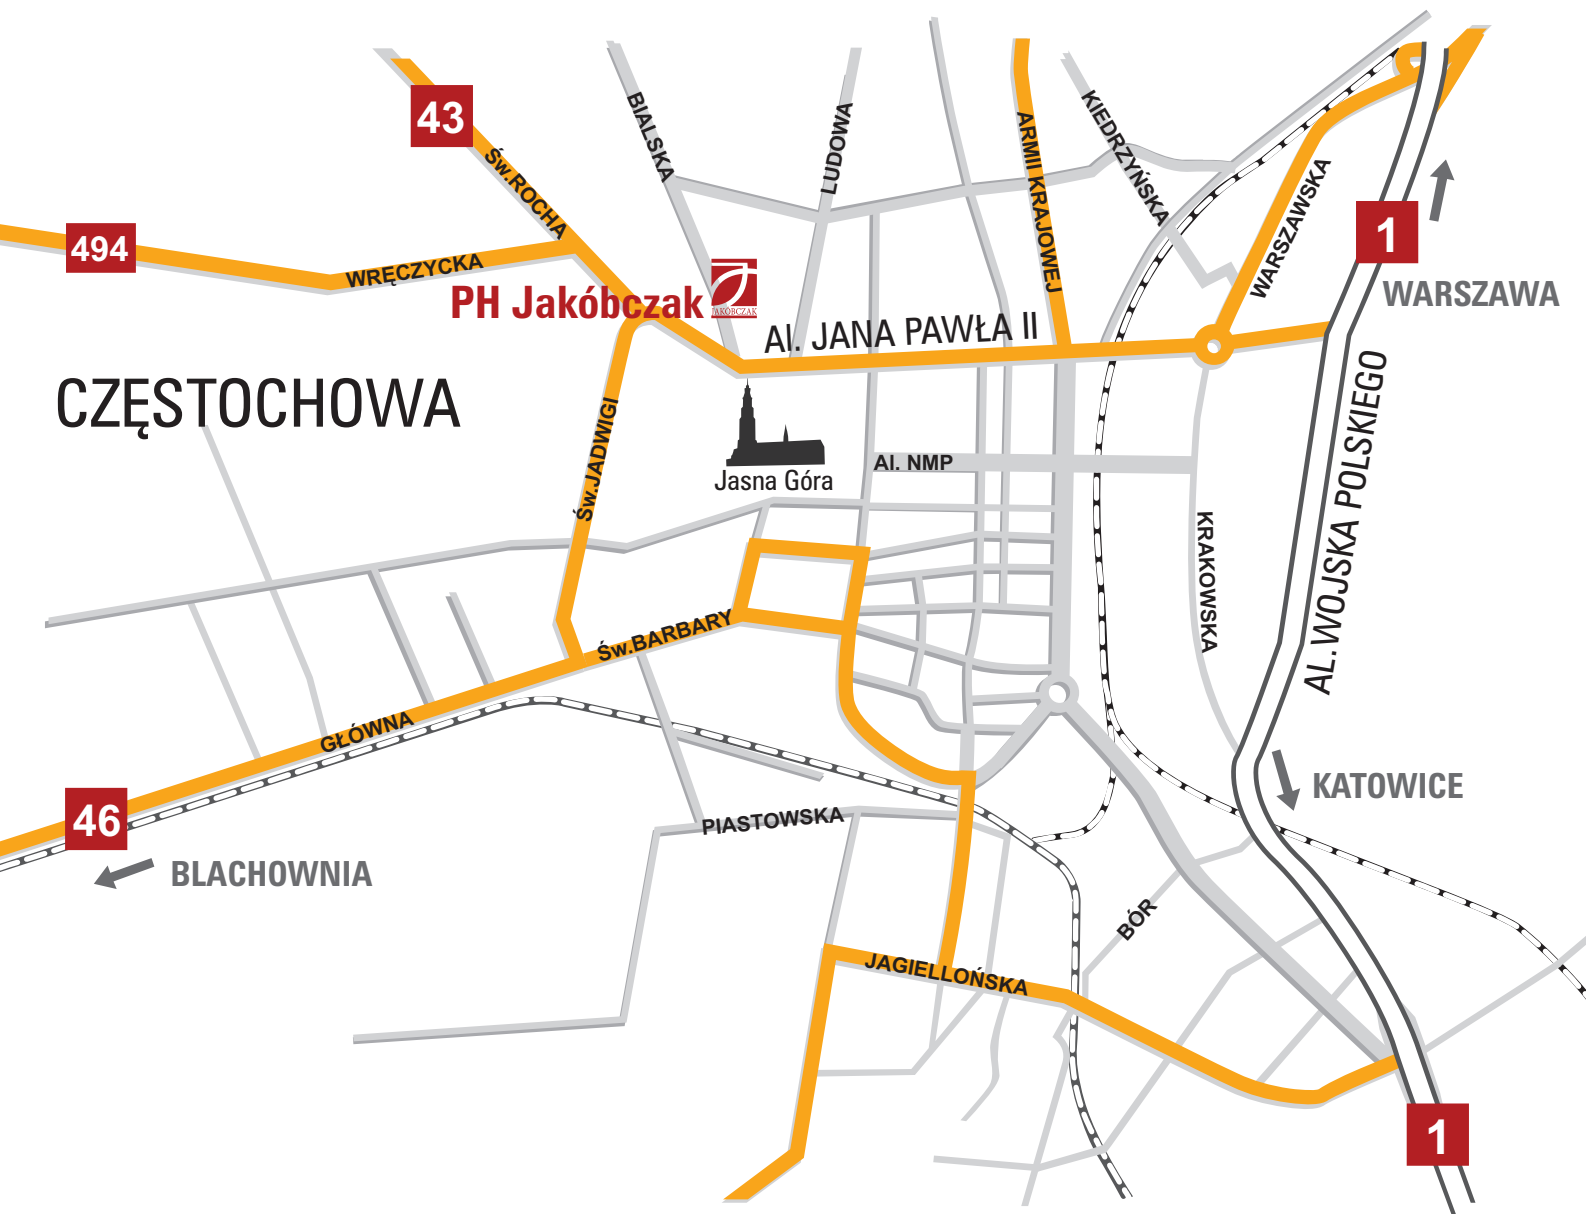 43
BIALSKA
LUDOWA
ARMII KRAJOWEJ
KIEDRZYŃSKA
WARSZAWSKA
Św.ROCHA
494
WRĘCZYCKA
1
WARSZAWA
PH Jakóbczak
JAKÓBCZAK
Al. JANA PAWŁA II
CZĘSTOCHOWA
Św.JADWIGI
Jasna Góra
Al. NMP
KRAKOWSKA
AL.WOJSKA POLSKIEGO
Św.BARBARY
GŁÓWNA
KATOWICE
46
PIASTOWSKA
BLACHOWNIA
BÓR
JAGIELLOŃSKA
1